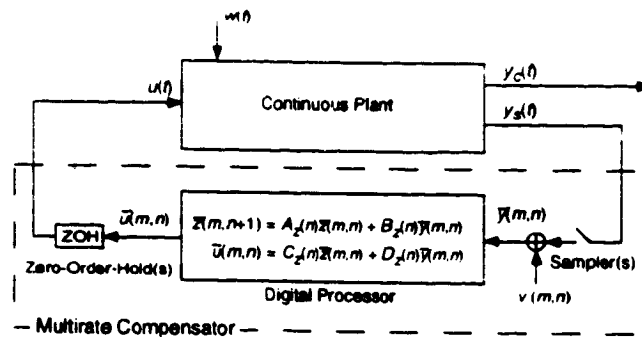 w(t)
u(t)
Continuous Plant
y_c(t)
y_s(t)
z̄(m,n+1) = A_z(n)z̄(m,n) + B_z(n)ȳ(m,n)
ũ(m,n) = C_z(n)z̄(m,n) + D_z(n)ȳ(m,n)
ũ(m,n)
ZOH
Zero-Order-Hold(s)
ȳ(m,n)
Sampler(s)
v(m,n)
Digital Processor
Multirate Compensator